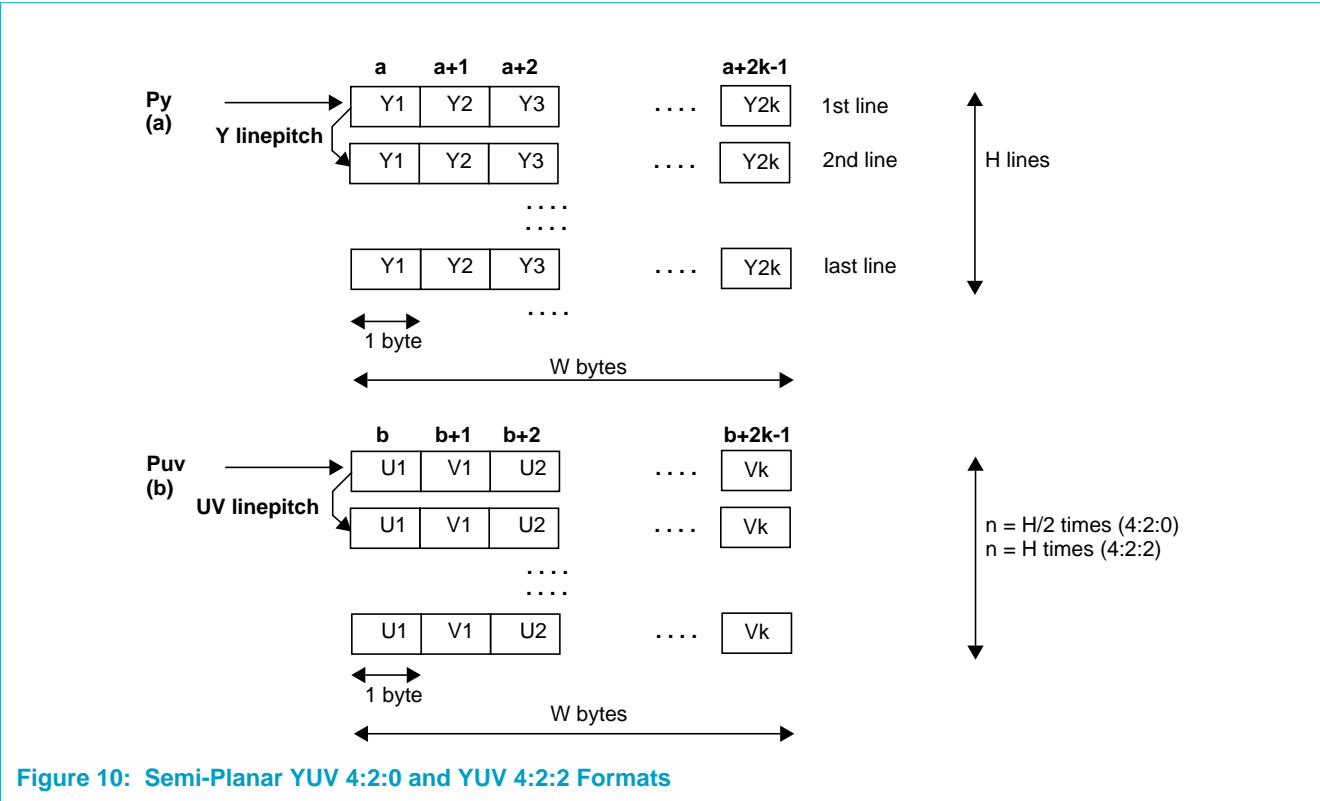 a a+1 a+2 a+2k-1
Py
(a)
Y1 Y2 Y3 .... Y2k 1st line
Y linepitch
Y1 Y2 Y3 .... Y2k 2nd line
H lines
....
....
Y1 Y2 Y3 .... Y2k last line
....
1 byte
W bytes
b b+1 b+2 b+2k-1
Puv
(b)
U1 V1 U2 .... Vk
UV linepitch
U1 V1 U2 .... Vk
n = H/2 times (4:2:0)
n = H times (4:2:2)
....
....
U1 V1 U2 .... Vk
1 byte
W bytes
Figure 10: Semi-Planar YUV 4:2:0 and YUV 4:2:2 Formats